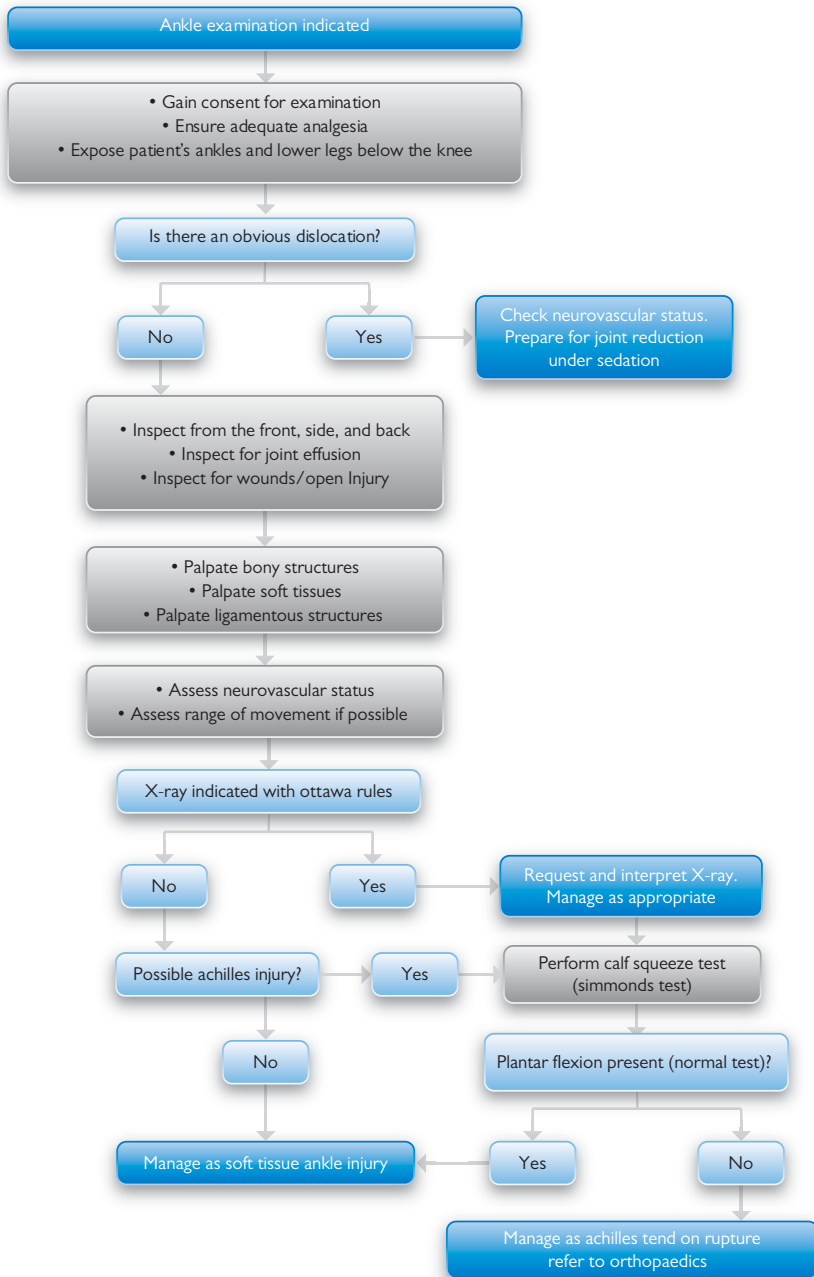 Ankle examination indicated
• Gain consent for examination
• Ensure adequate analgesia
• Expose patient's ankles and lower legs below the knee
Is there an obvious dislocation?
No
Yes
Check neurovascular status.
Prepare for joint reduction
under sedation
• Inspect from the front, side, and back
• Inspect for joint effusion
• Inspect for wounds/open Injury
• Palpate bony structures
• Palpate soft tissues
• Palpate ligamentous structures
• Assess neurovascular status
• Assess range of movement if possible
X-ray indicated with ottawa rules
No
Yes
Request and interpret X-ray.
Manage as appropriate
Possible achilles injury?
Yes
Perform calf squeeze test
(simmonds test)
No
Plantar flexion present (normal test)?
Manage as soft tissue ankle injury
Yes
No
Manage as achilles tend on rupture
refer to orthopaedics